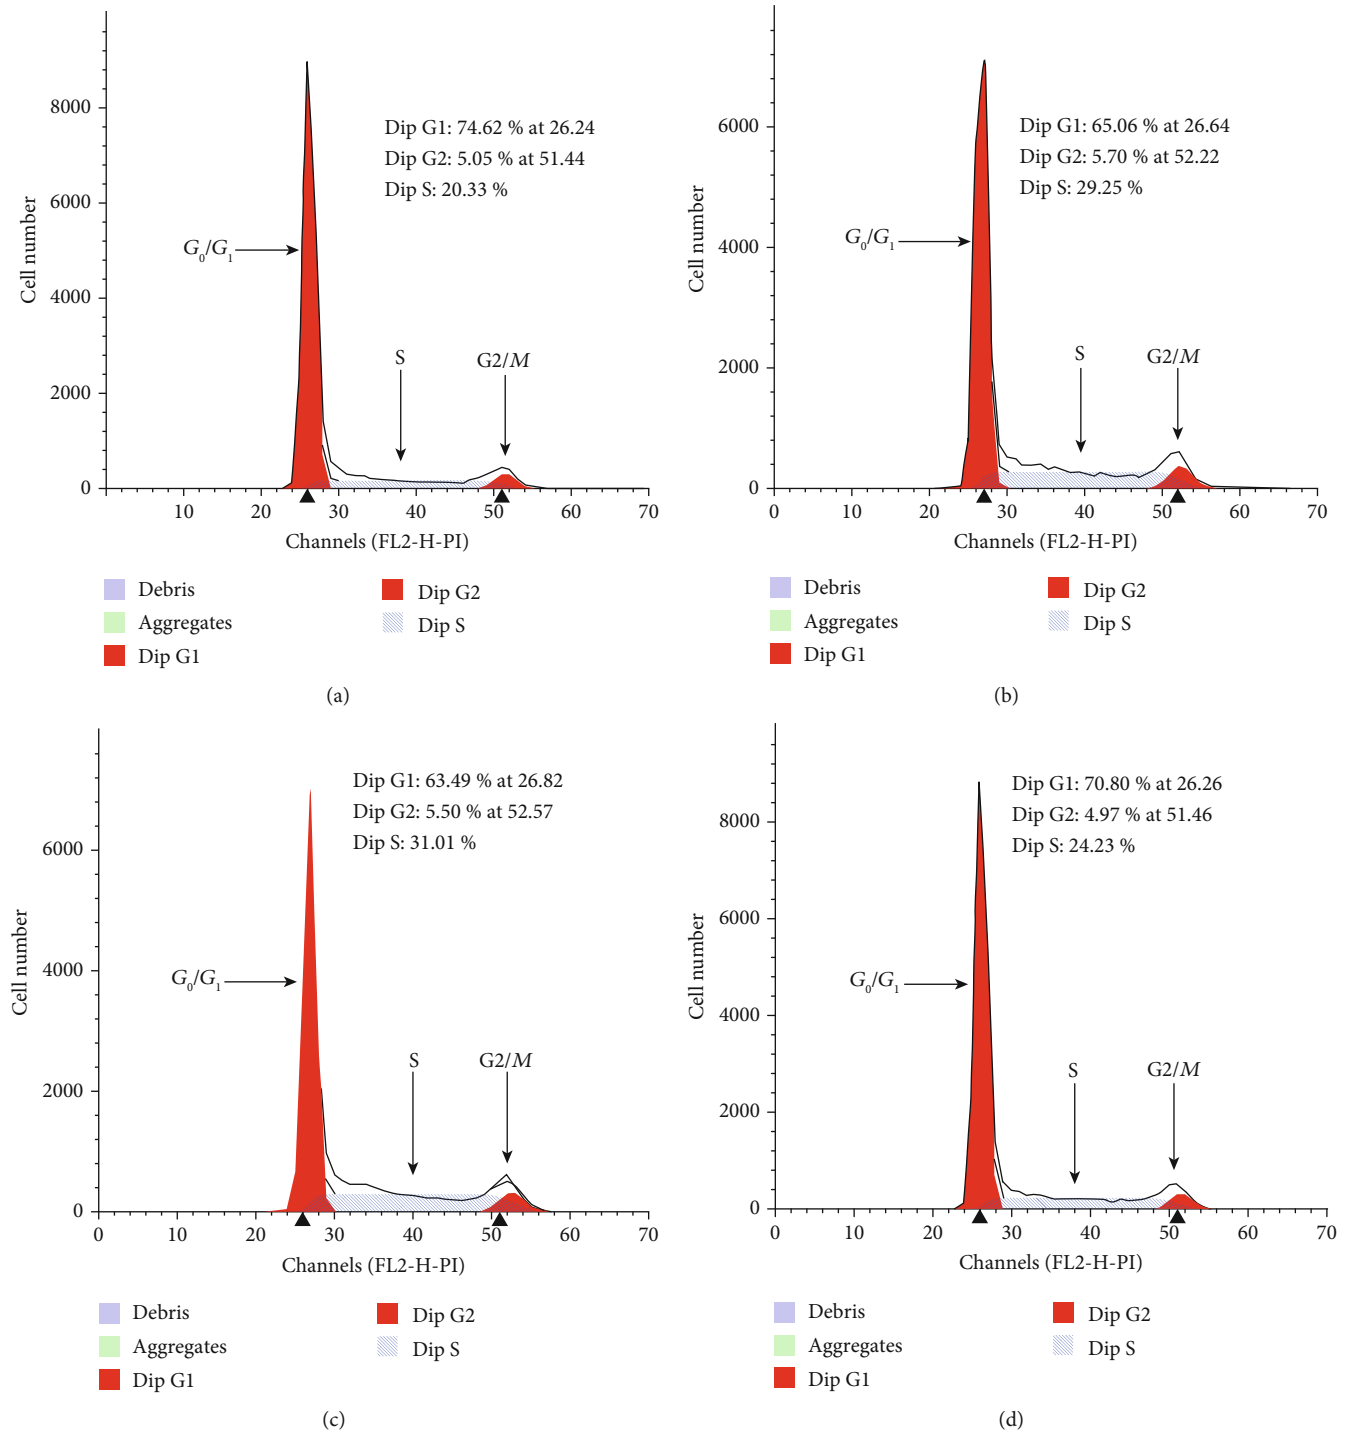 8000
6000
4000
2000
0
Cell number
Dip G1: 74.62 % at 26.24
Dip G2: 5.05 % at 51.44
Dip S: 20.33 %
G0/G1
S
G2/M
10 20 30 40 50 60 70
Channels (FL2-H-PI)
Debris
Aggregates
Dip G1
Dip G2
Dip S
(a)
6000
4000
2000
0
Cell number
Dip G1: 65.06 % at 26.64
Dip G2: 5.70 % at 52.22
Dip S: 29.25 %
G0/G1
S
G2/M
0 10 20 30 40 50 60 70
Channels (FL2-H-PI)
Debris
Aggregates
Dip G1
Dip G2
Dip S
(b)
6000
4000
2000
0
Cell number
Dip G1: 63.49 % at 26.82
Dip G2: 5.50 % at 52.57
Dip S: 31.01 %
G0/G1
S
G2/M
0 10 20 30 40 50 60 70
Channels (FL2-H-PI)
Debris
Aggregates
Dip G1
Dip G2
Dip S
(c)
8000
6000
4000
2000
0
Cell number
Dip G1: 70.80 % at 26.26
Dip G2: 4.97 % at 51.46
Dip S: 24.23 %
G0/G1
S
G2/M
0 10 20 30 40 50 60 70
Channels (FL2-H-PI)
Debris
Aggregates
Dip G1
Dip G2
Dip S
(d)